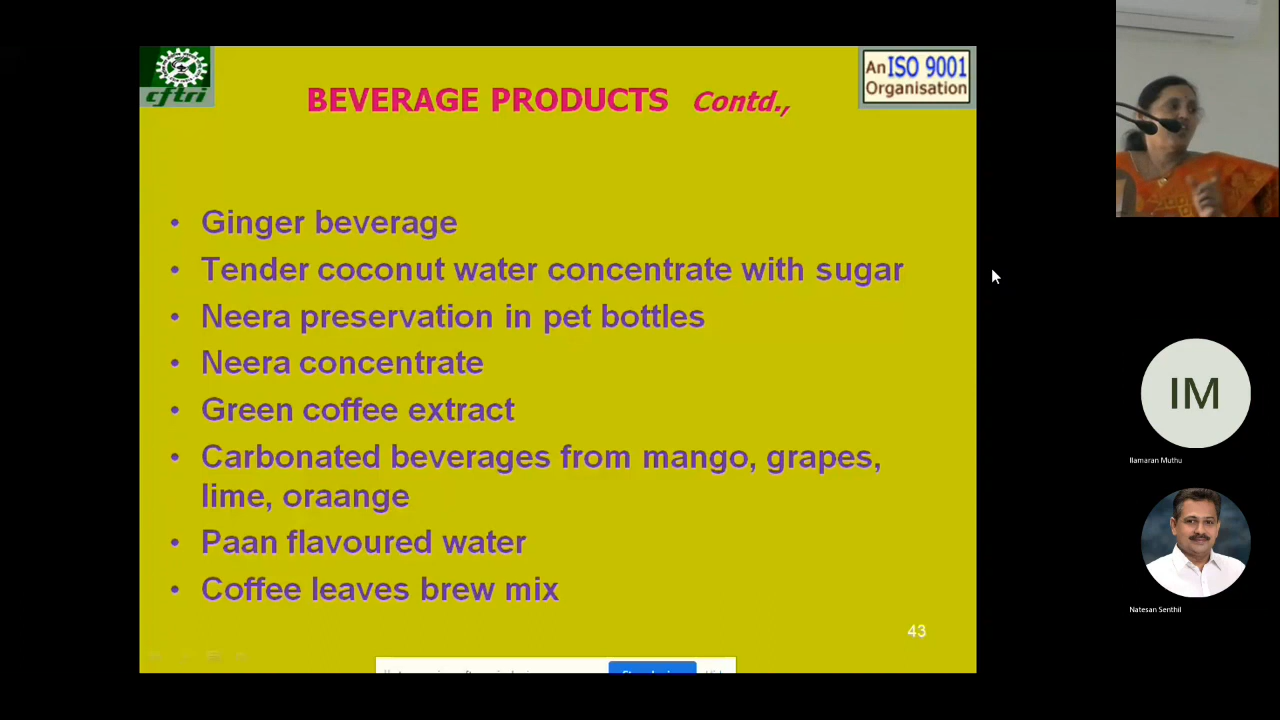 cftri
An ISO 9001
Organisation
BEVERAGE PRODUCTS Contd.,
• Ginger beverage
• Tender coconut water concentrate with sugar
• Neera preservation in pet bottles
• Neera concentrate
• Green coffee extract
• Carbonated beverages from mango, grapes,
lime, oraange
• Paan flavoured water
• Coffee leaves brew mix
43
IM
Ilamaran Muthu
Natesan Senthil